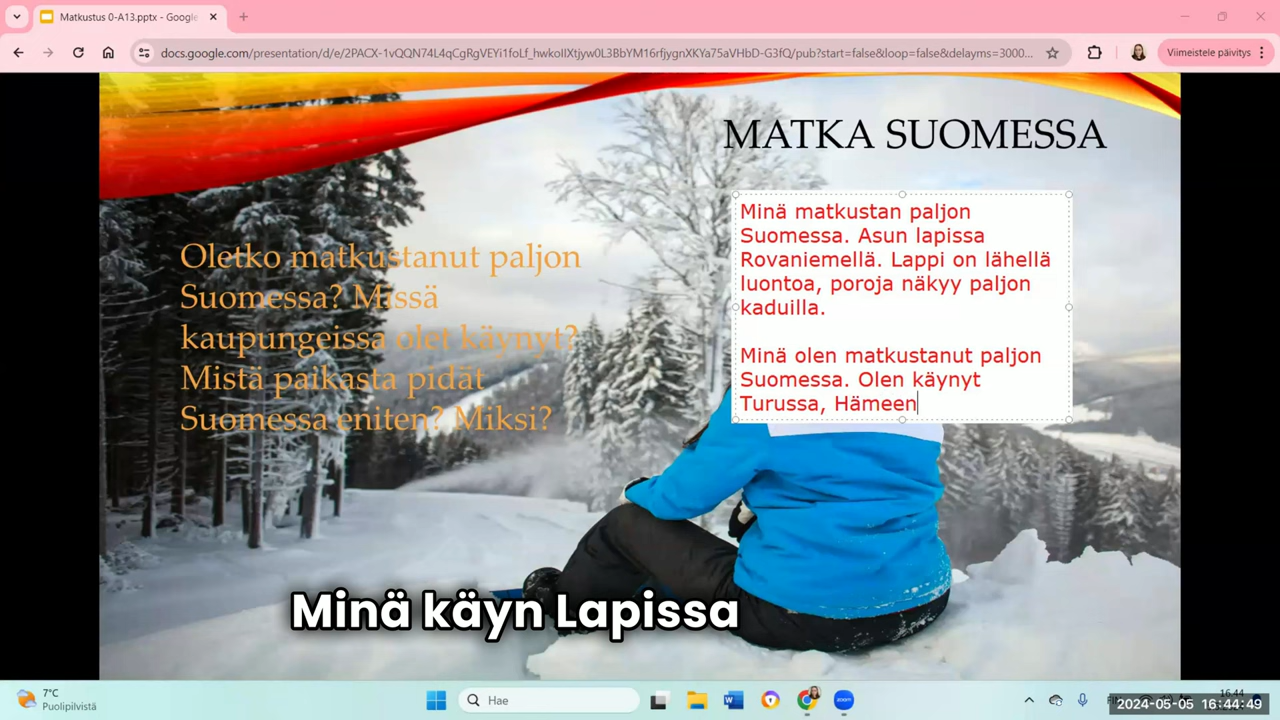 Matkustus 0-A13.pptx - Google
docs.google.com/presentation/d/e/2PACX-1vQQN74L4qCgRgVEYi1foLf_hwkoIIXtjyw0L3BbYM16rfjygnXKYa75aVHbD-G3fQ/pub?start=false&loop=false&delayms=3000...
Viimeistele päivitys
MATKA SUOMESSA
Oletko matkustanut paljon
Suomessa? Missä
kaupungeissa olet käynyt?
Mistä paikasta pidät
Suomessa eniten? Miksi?
Minä matkustan paljon
Suomessa. Asun lapissa
Rovaniemellä. Lappi on lähellä
luontoa, poroja näkyy paljon
kaduilla.
Minä olen matkustanut paljon
Suomessa. Olen käynyt
Turussa, Hämeen
Minä käyn Lapissa
7°C
Puolipilvistä
Hae
16.44
2024-05-05 16:44:49